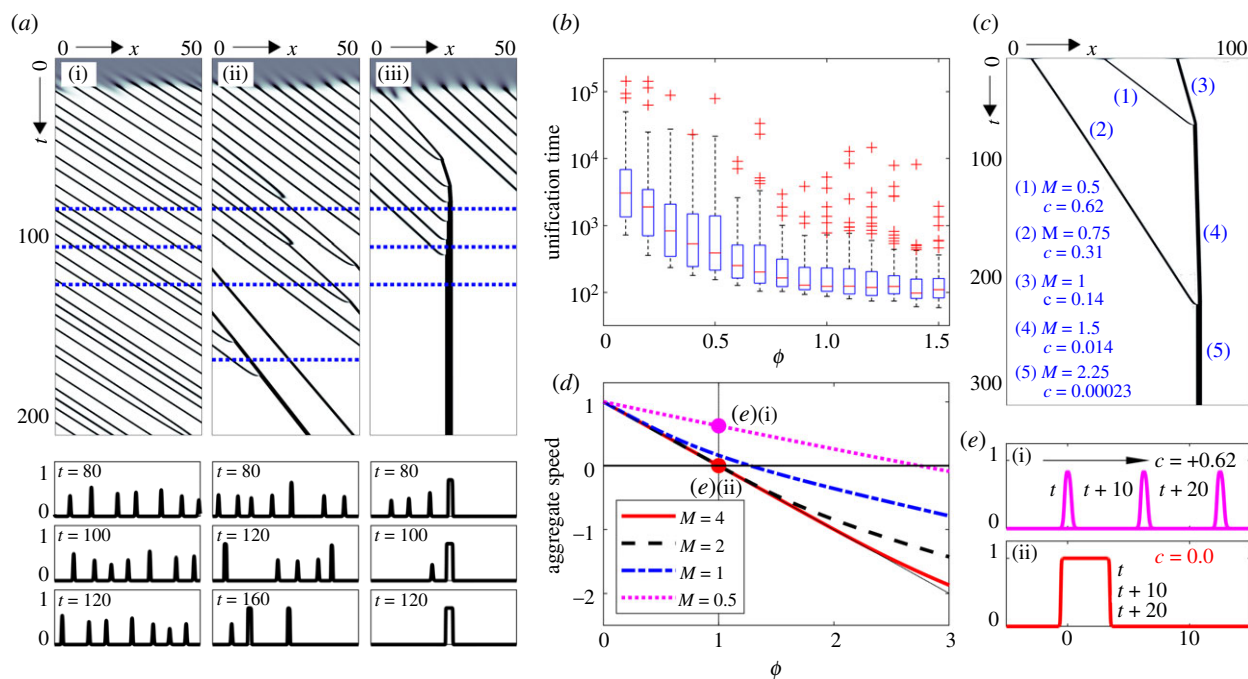 (a)
0 x 50 0 x 50 0 x 50
0
t
100
200
(i) (ii) (iii)
1
0
t = 80 t = 80 t = 80
1
0
t = 100 t = 120 t = 100
1
0
t = 120 t = 160 t = 120
(b)
unification time
10^5
10^4
10^3
10^2
0 0.5 1.0 1.5
ϕ
(c)
0 x 100
0
t
100
200
300
(1)
(2)
(3)
(4)
(5)
(1) M = 0.5
c = 0.62
(2) M = 0.75
c = 0.31
(3) M = 1
c = 0.14
(4) M = 1.5
c = 0.014
(5) M = 2.25
c = 0.00023
(d)
aggregate speed
1
0
−1
−2
(e)(i)
(e)(ii)
M = 4
M = 2
M = 1
M = 0.5
0 1 2 3
ϕ
(e)
(i) c = +0.62
1
0
t t + 10 t + 20
(ii) c = 0.0
1
0
t
t + 10
t + 20
0 10